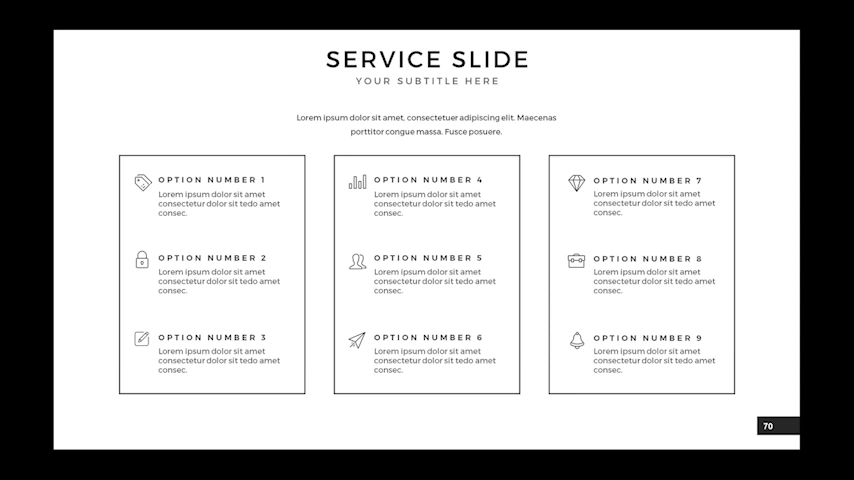 SERVICE SLIDE
YOUR SUBTITLE HERE
Lorem ipsum dolor sit amet, consectetuer adipiscing elit. Maecenas
porttitor congue massa. Fusce posuere.
OPTION NUMBER 1
Lorem ipsum dolor sit amet
consectetur dolor sit tedo amet
consec.
OPTION NUMBER 2
Lorem ipsum dolor sit amet
consectetur dolor sit tedo amet
consec.
OPTION NUMBER 3
Lorem ipsum dolor sit amet
consectetur dolor sit tedo amet
consec.
OPTION NUMBER 4
Lorem ipsum dolor sit amet
consectetur dolor sit tedo amet
consec.
OPTION NUMBER 5
Lorem ipsum dolor sit amet
consectetur dolor sit tedo amet
consec.
OPTION NUMBER 6
Lorem ipsum dolor sit amet
consectetur dolor sit tedo amet
consec.
OPTION NUMBER 7
Lorem ipsum dolor sit amet
consectetur dolor sit tedo amet
consec.
OPTION NUMBER 8
Lorem ipsum dolor sit amet
consectetur dolor sit tedo amet
consec.
OPTION NUMBER 9
Lorem ipsum dolor sit amet
consectetur dolor sit tedo amet
consec.
70